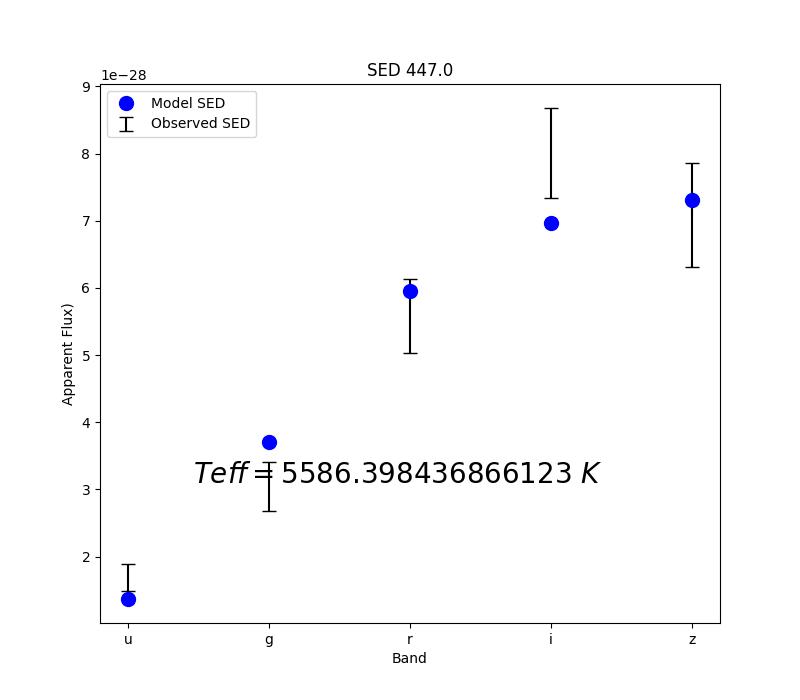 SED 447.0
1e−28
9
8
7
6
5
4
3
2
Apparent Flux)
Model SED
Observed SED
Teff = 5586.398436866123 K
u g r i z
Band